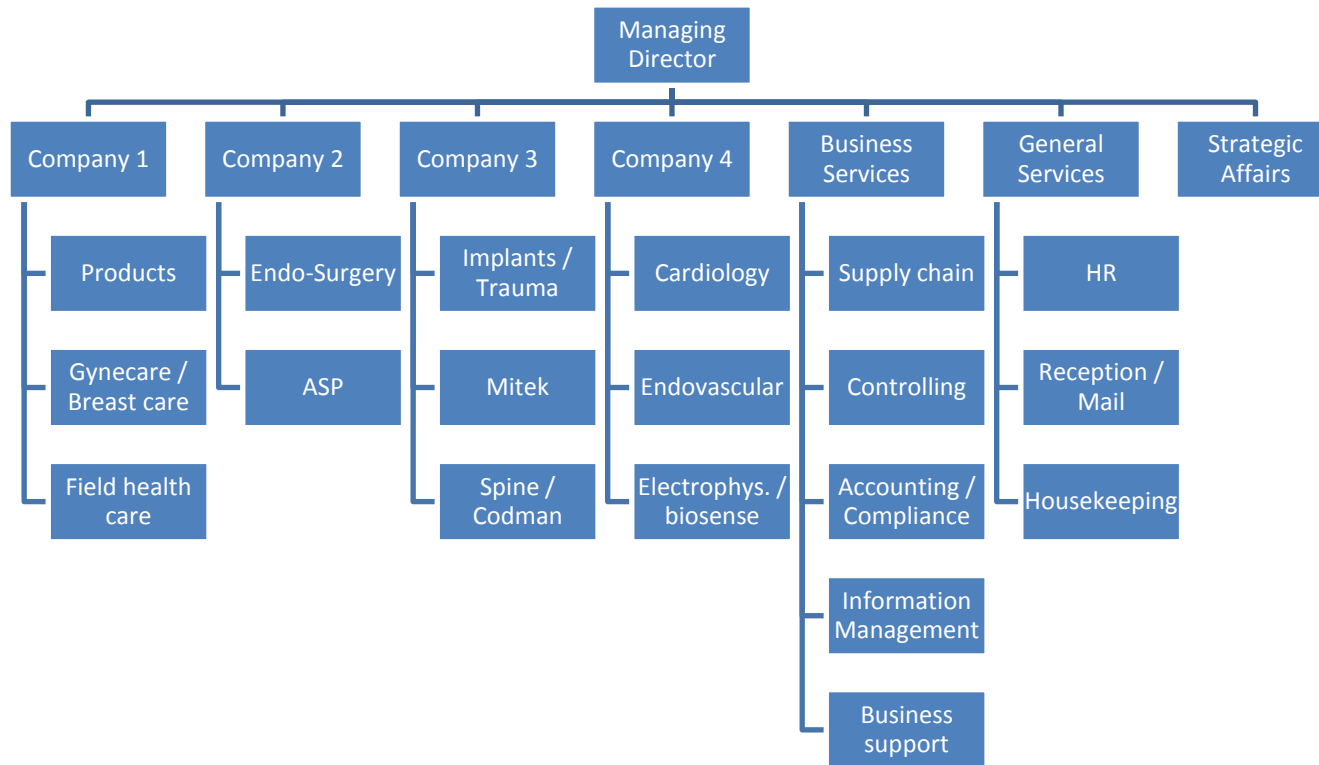 Managing
Director
Company 1
Company 2
Company 3
Company 4
Business
Services
General
Services
Strategic
Affairs
Products
Gynecare /
Breast care
Field health
care
Endo-Surgery
ASP
Implants /
Trauma
Mitek
Spine /
Codman
Cardiology
Endovascular
Electrophys. /
biosense
Supply chain
Controlling
Accounting /
Compliance
Information
Management
Business
support
HR
Reception /
Mail
Housekeeping